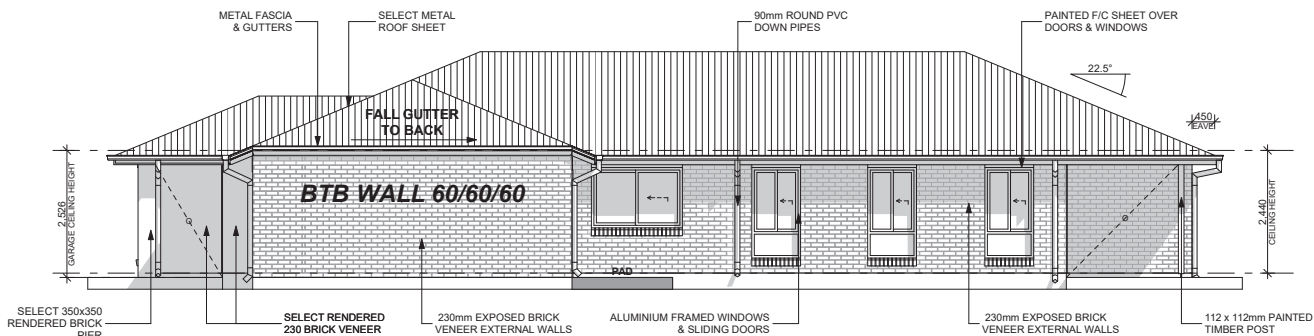 METAL FASCIA
& GUTTERS
SELECT METAL
ROOF SHEET
90mm ROUND PVC
DOWN PIPES
PAINTED F/C SHEET OVER
DOORS & WINDOWS
22.5°
450
EAVE
FALL GUTTER
TO BACK
BTB WALL 60/60/60
2,526
GARAGE CEILING HEIGHT
2,440
CEILING HEIGHT
PAD
SELECT 350x350
RENDERED BRICK
PIER
SELECT RENDERED
230 BRICK VENEER
230mm EXPOSED BRICK
VENEER EXTERNAL WALLS
ALUMINIUM FRAMED WINDOWS
& SLIDING DOORS
230mm EXPOSED BRICK
VENEER EXTERNAL WALLS
112 x 112mm PAINTED
TIMBER POST